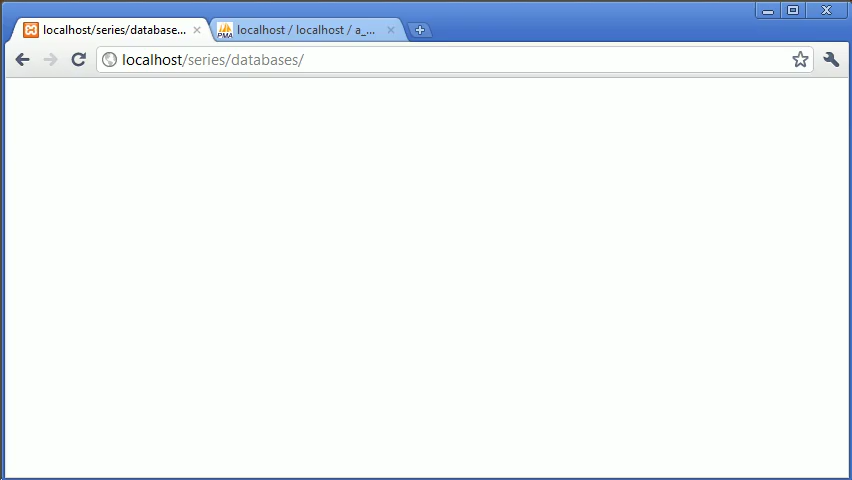 localhost/series/database...
PMA localhost / localhost / a_...
localhost/series/databases/